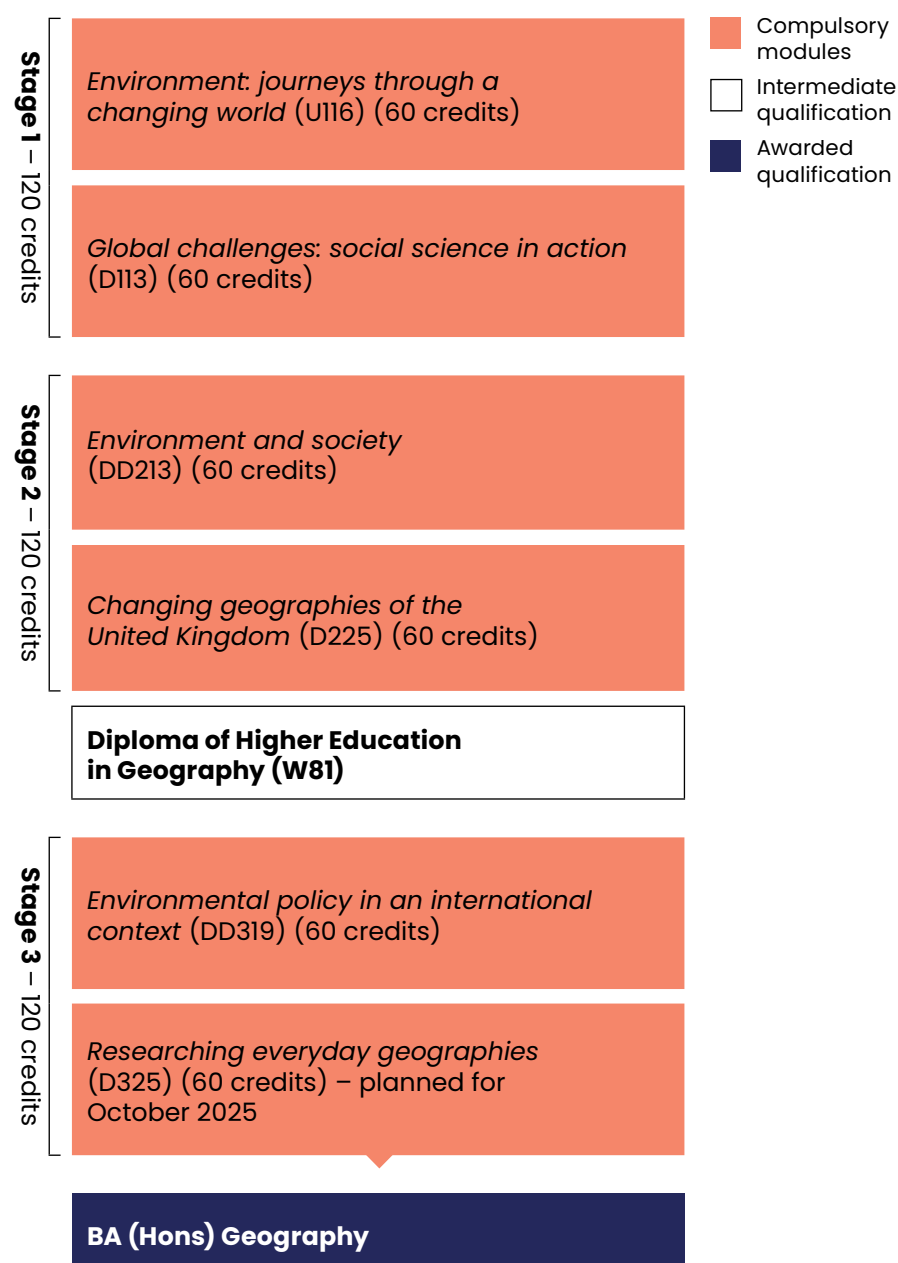 Stage 1 – 120 credits
Environment: journeys through a
changing world (U116) (60 credits)
Global challenges: social science in action
(D113) (60 credits)
Compulsory
modules
Intermediate
qualification
Awarded
qualification
Stage 2 – 120 credits
Environment and society
(DD213) (60 credits)
Changing geographies of the
United Kingdom (D225) (60 credits)
Diploma of Higher Education
in Geography (W81)
Stage 3 – 120 credits
Environmental policy in an international
context (DD319) (60 credits)
Researching everyday geographies
(D325) (60 credits) – planned for
October 2025
BA (Hons) Geography